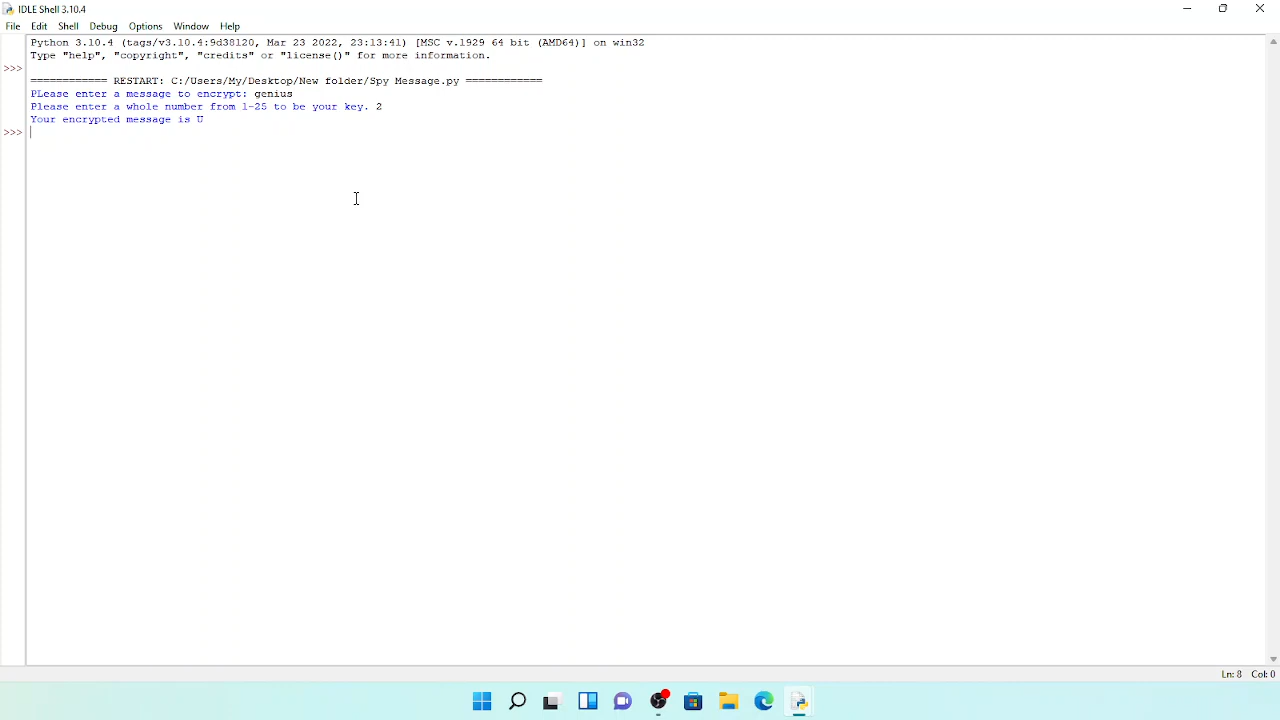 IDLE Shell 3.10.4
File Edit Shell Debug Options Window Help
Python 3.10.4 (tags/v3.10.4:9d38120, Mar 23 2022, 23:13:41) [MSC v.1929 64 bit (AMD64)] on win32
Type "help", "copyright", "credits" or "license()" for more information.
>>>
============ RESTART: C:/Users/My/Desktop/New folder/Spy Message.py ============
PLease enter a message to encrypt: genius
Please enter a whole number from 1-25 to be your key. 2
Your encrypted message is U
>>>
Ln: 8 Col: 0